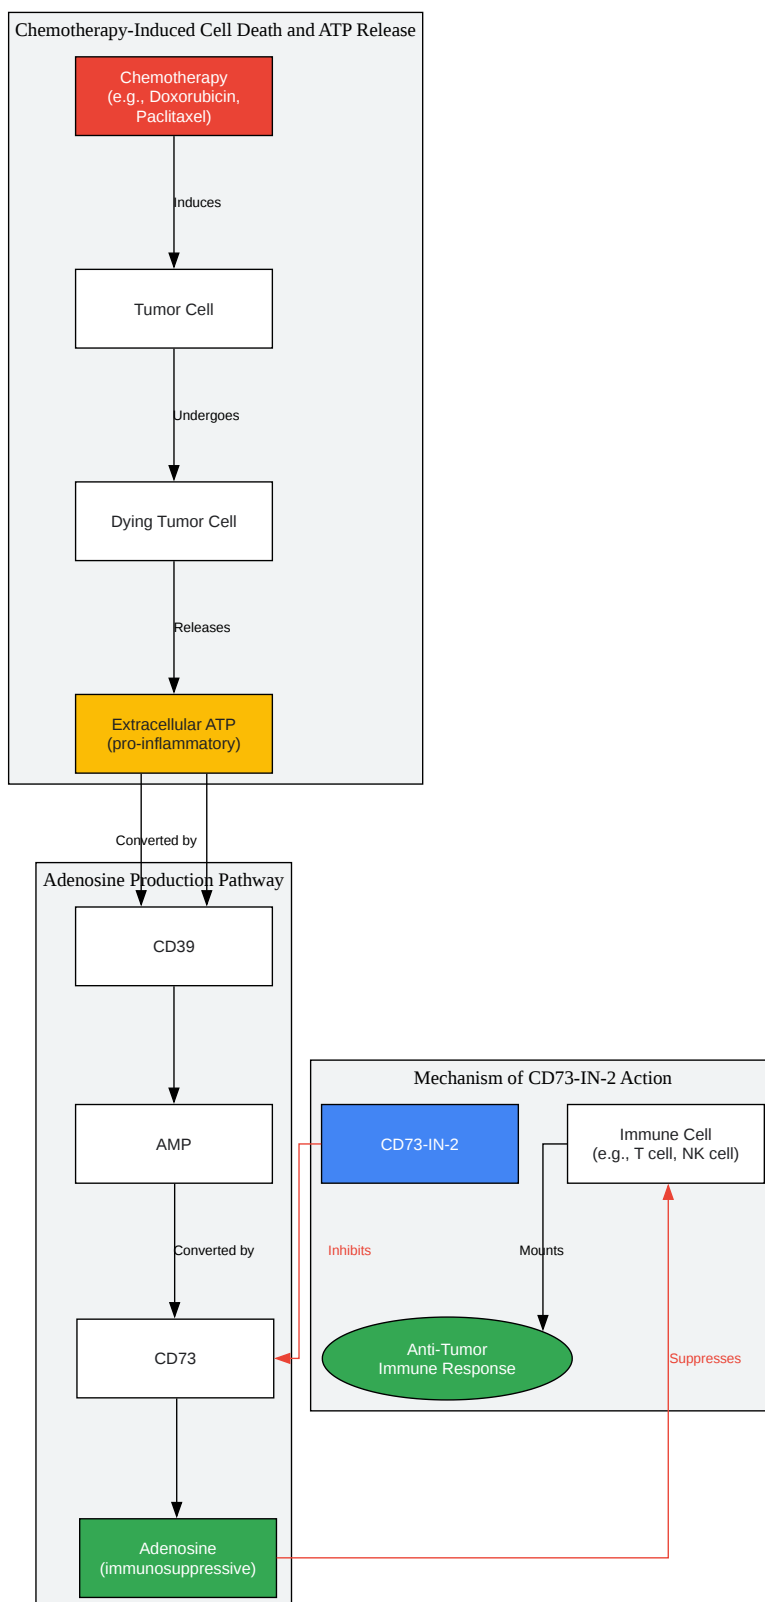 Chemotherapy-Induced Cell Death and ATP Release
Chemotherapy
(e.g., Doxorubicin,
Paclitaxel)
Induces
Tumor Cell
Undergoes
Dying Tumor Cell
Releases
Extracellular ATP
(pro-inflammatory)
Converted by
Adenosine Production Pathway
CD39
AMP
Converted by
CD73
Adenosine
(immunosuppressive)
Mechanism of CD73-IN-2 Action
CD73-IN-2
Immune Cell
(e.g., T cell, NK cell)
Inhibits
Mounts
Anti-Tumor
Immune Response
Suppresses